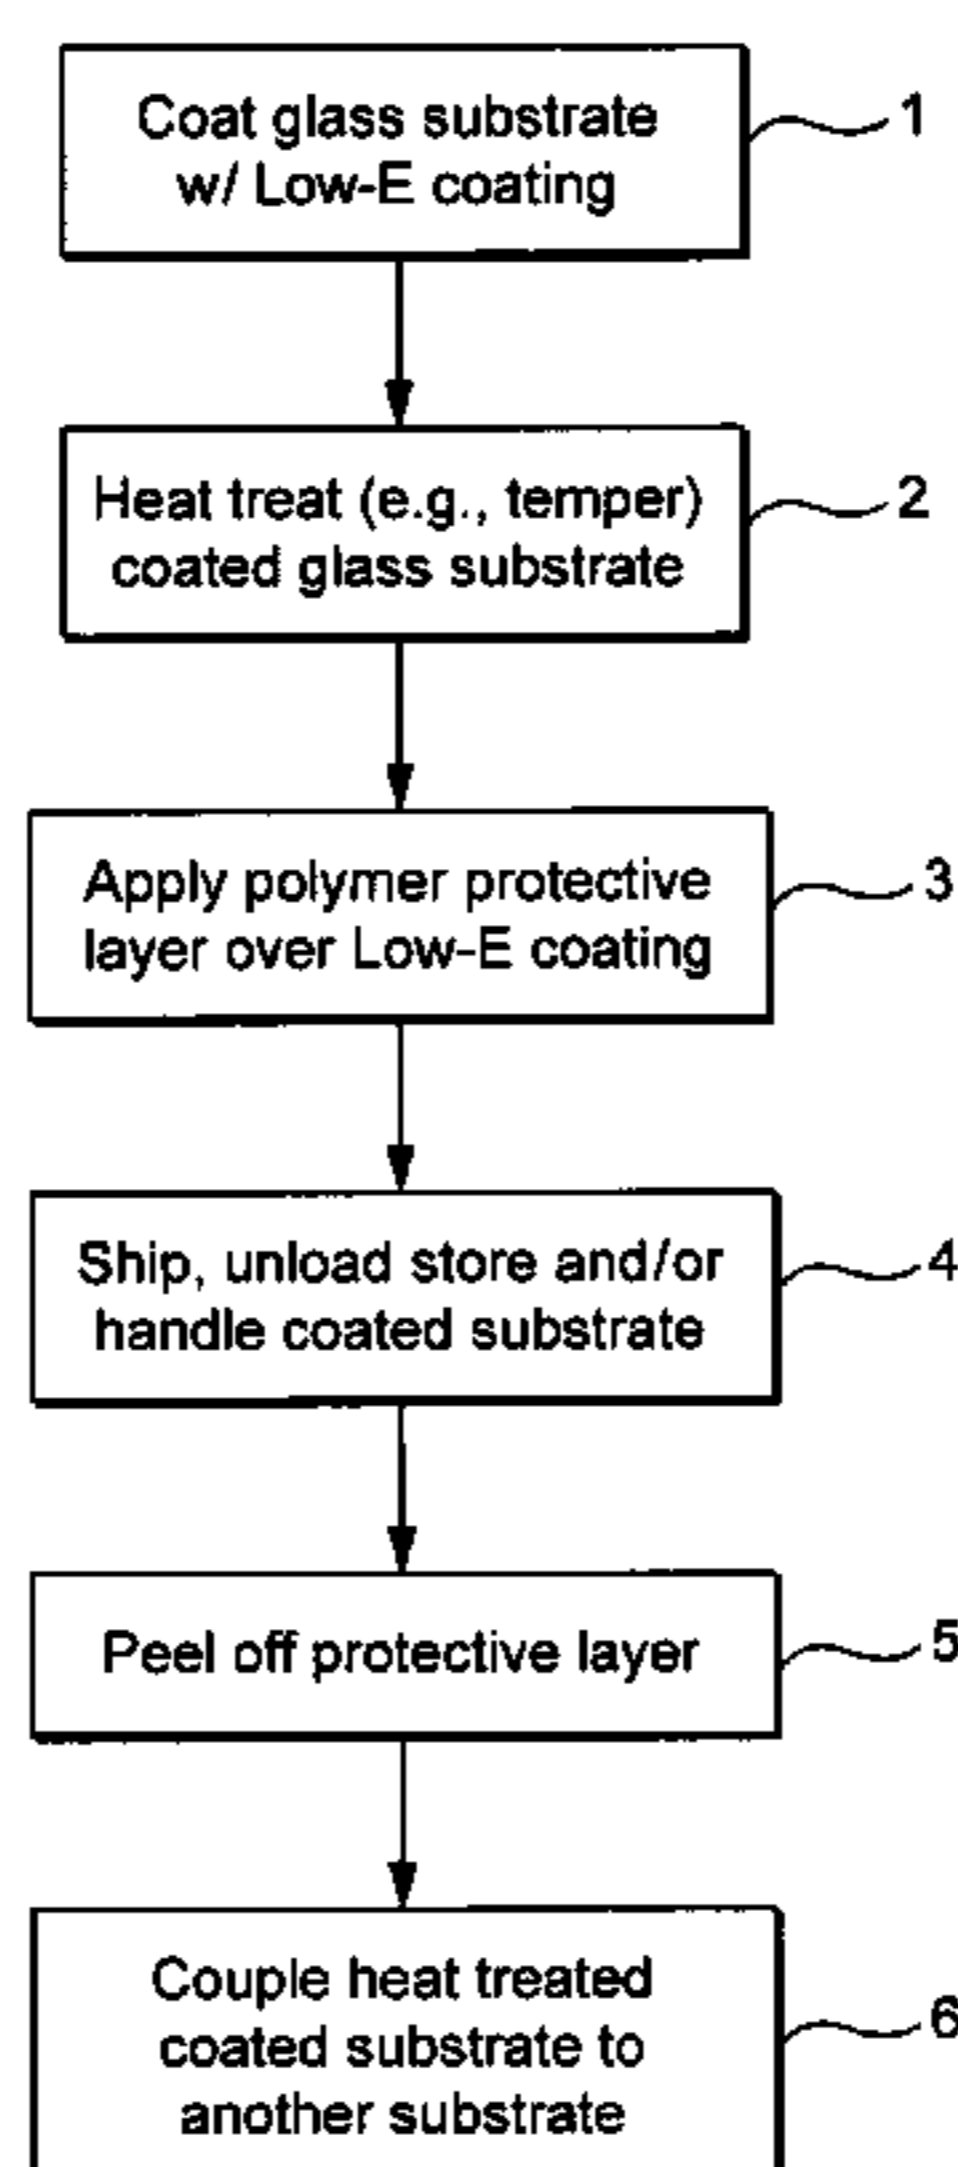 Coat glass substrate
w/ Low-E coating
1
Heat treat (e.g., temper)
coated glass substrate
2
Apply polymer protective
layer over Low-E coating
3
Ship, unload store and/or
handle coated substrate
4
Peel off protective layer
5
Couple heat treated
coated substrate to
another substrate
6